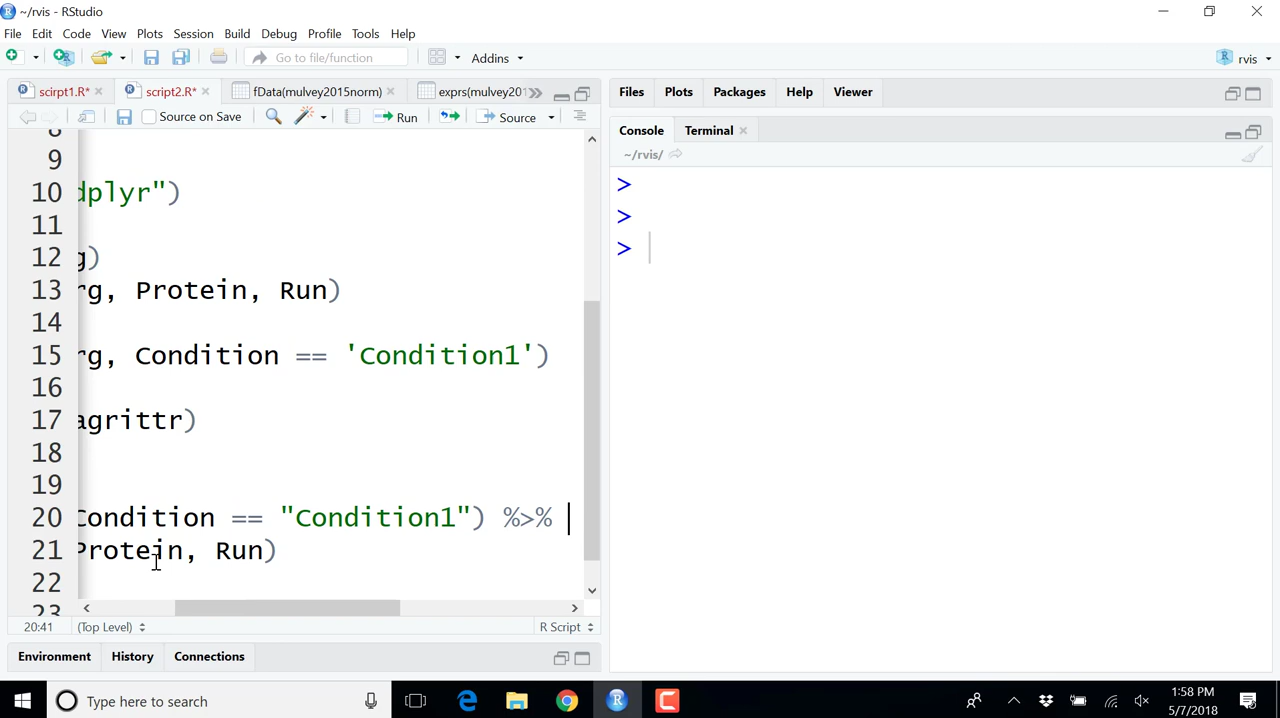 ~/rvis - RStudio
File Edit Code View Plots Session Build Debug Profile Tools Help
Go to file/function Addins rvis
scirpt1.R* script2.R* fData(mulvey2015norm) exprs(mulvey201
Source on Save Run Source
8
9
10 dplyr")
11
12 g)
13 rg, Protein, Run)
14
15 rg, Condition == 'Condition1')
16
17 agrittr)
18
19
20 Condition == "Condition1") %>%
21 Protein, Run)
22
23
20:41 (Top Level) R Script
Environment History Connections
Files Plots Packages Help Viewer
Console Terminal
~/rvis/
>
>
>
Type here to search
1:58 PM
5/7/2018